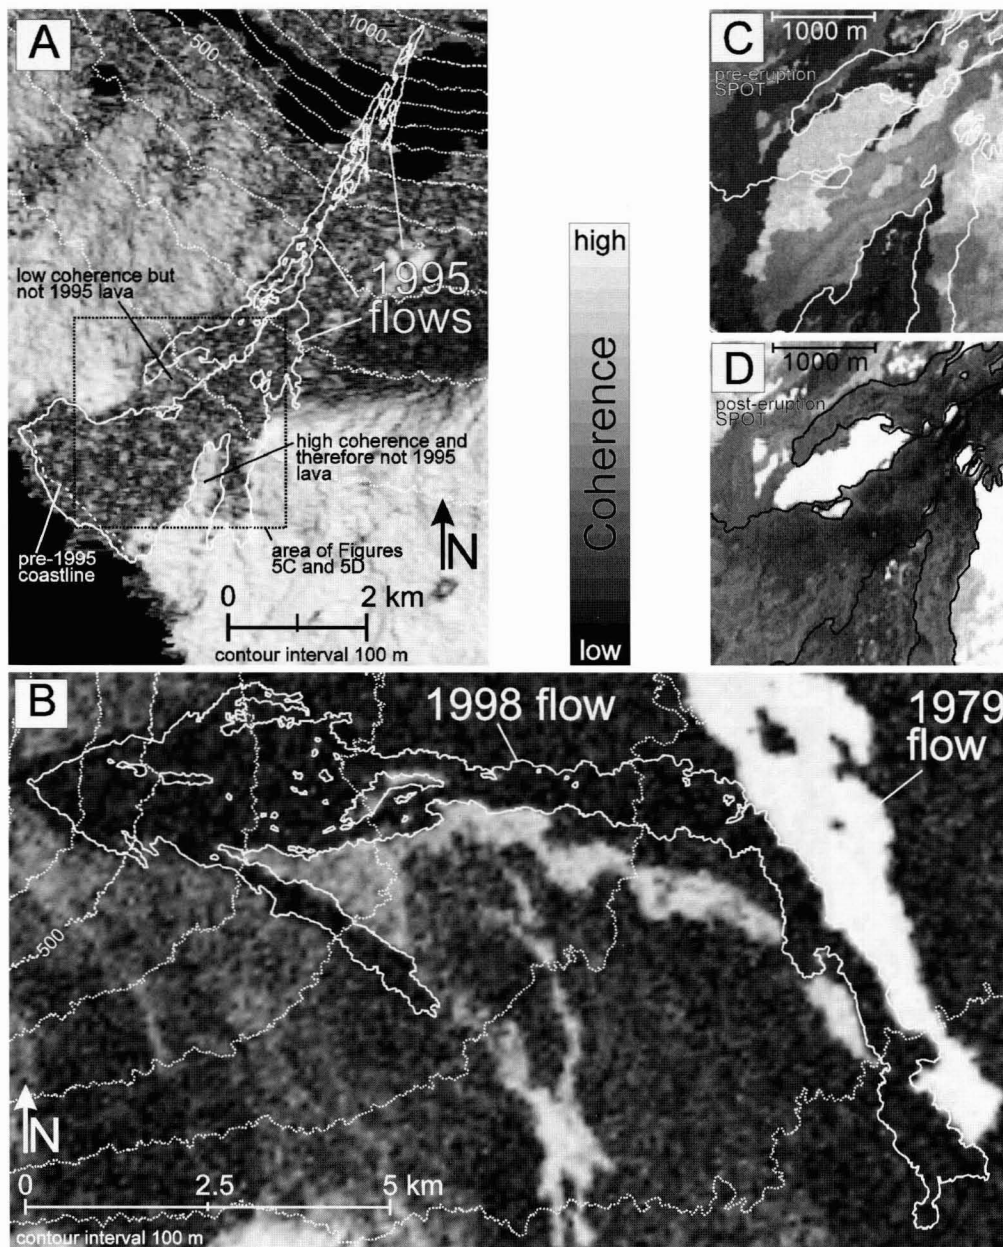 A
500
1000
low coherence but
not 1995 lava
1995
flows
high coherence and
therefore not 1995
lava
pre-1995
coastline
area of Figures
5C and 5D
N
0
2 km
contour interval 100 m
high
Coherence
low
C
1000 m
pre-eruption
SPOT
D
1000 m
post-eruption
SPOT
B
1998 flow
1979
flow
500
N
0
2.5
5 km
contour interval 100 m